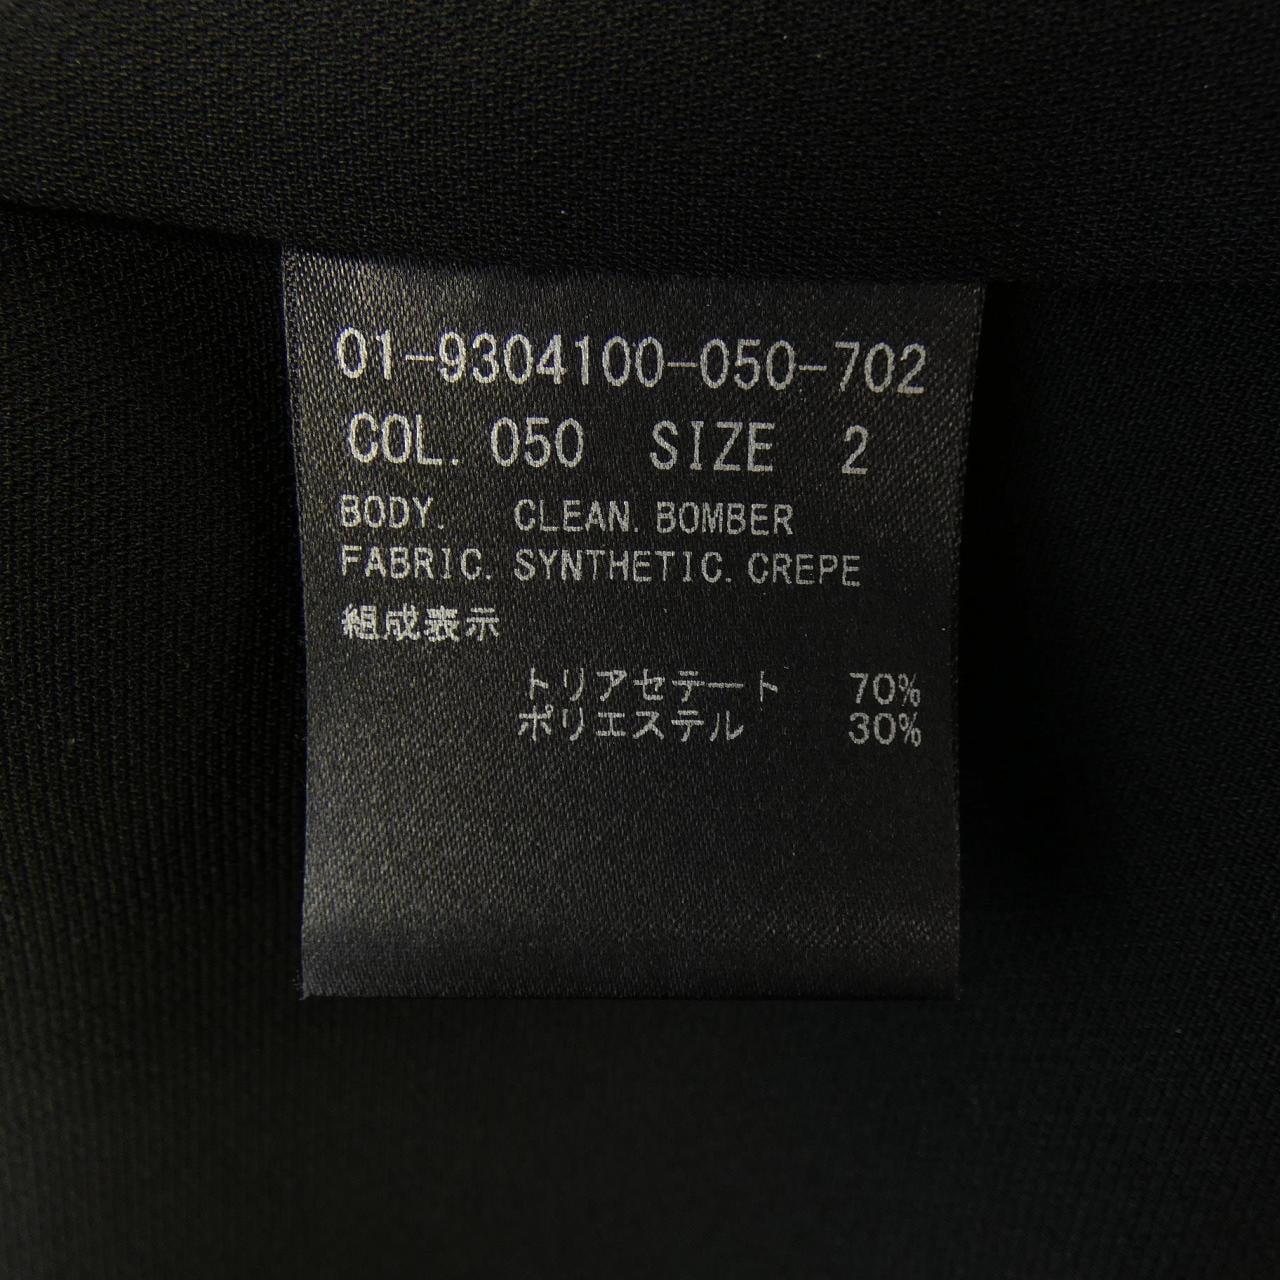 01-9304100-050-702
COL. 050 SIZE 2
BODY. CLEAN.BOMBER
FABRIC. SYNTHETIC.CREPE
組成表示
トリアセテート 70%
ポリエステル 30%